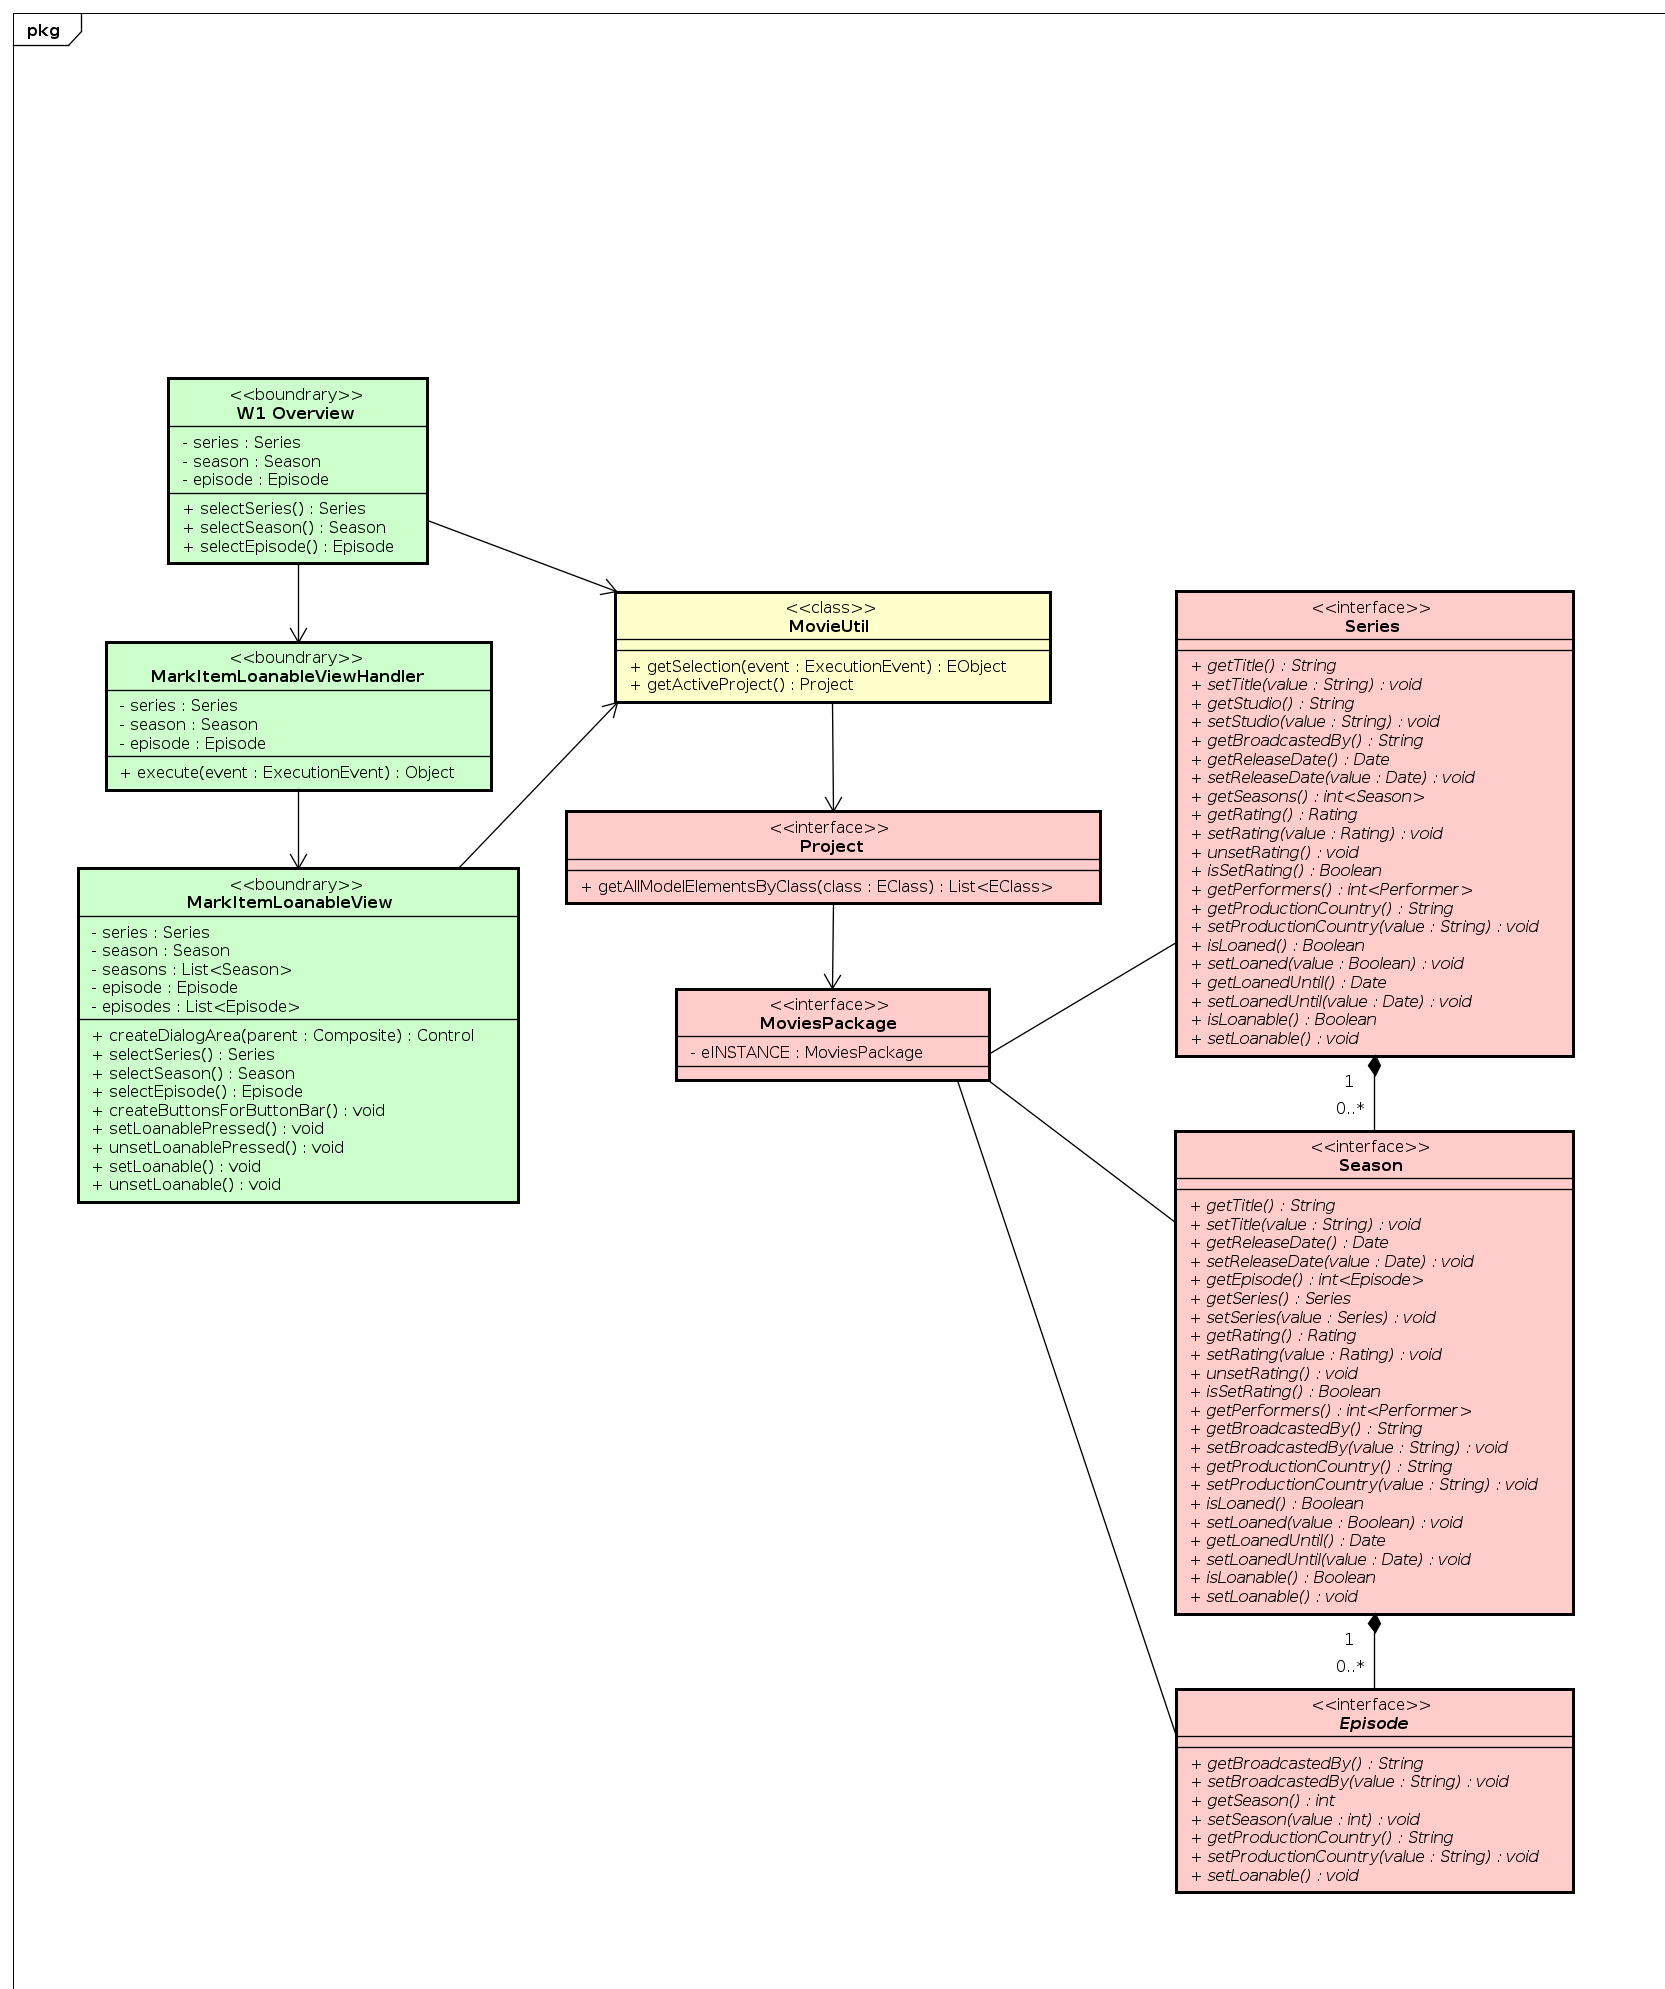 pkg
<<boundrary>>
W1 Overview
- series : Series
- season : Season
- episode : Episode
+ selectSeries() : Series
+ selectSeason() : Season
+ selectEpisode() : Episode
<<boundrary>>
MarkItemLoanableViewHandler
- series : Series
- season : Season
- episode : Episode
+ execute(event : ExecutionEvent) : Object
<<boundrary>>
MarkItemLoanableView
- series : Series
- season : Season
- seasons : List<Season>
- episode : Episode
- episodes : List<Episode>
+ createDialogArea(parent : Composite) : Control
+ selectSeries() : Series
+ selectSeason() : Season
+ selectEpisode() : Episode
+ createButtonsForButtonBar() : void
+ setLoanablePressed() : void
+ unsetLoanablePressed() : void
+ setLoanable() : void
+ unsetLoanable() : void
<<class>>
MovieUtil
+ getSelection(event : ExecutionEvent) : EObject
+ getActiveProject() : Project
<<interface>>
Project
+ getAllModelElementsByClass(class : EClass) : List<EClass>
<<interface>>
MoviesPackage
- eINSTANCE : MoviesPackage
<<interface>>
Series
+ getTitle() : String
+ setTitle(value : String) : void
+ getStudio() : String
+ setStudio(value : String) : void
+ getBroadcastedBy() : String
+ getReleaseDate() : Date
+ setReleaseDate(value : Date) : void
+ getSeasons() : int<Season>
+ getRating() : Rating
+ setRating(value : Rating) : void
+ unsetRating() : void
+ isSetRating() : Boolean
+ getPerformers() : int<Performer>
+ getProductionCountry() : String
+ setProductionCountry(value : String) : void
+ isLoaned() : Boolean
+ setLoaned(value : Boolean) : void
+ getLoanedUntil() : Date
+ setLoanedUntil(value : Date) : void
+ isLoanable() : Boolean
+ setLoanable() : void
1
0..*
<<interface>>
Season
+ getTitle() : String
+ setTitle(value : String) : void
+ getReleaseDate() : Date
+ setReleaseDate(value : Date) : void
+ getEpisode() : int<Episode>
+ getSeries() : Series
+ setSeries(value : Series) : void
+ getRating() : Rating
+ setRating(value : Rating) : void
+ unsetRating() : void
+ isSetRating() : Boolean
+ getPerformers() : int<Performer>
+ getBroadcastedBy() : String
+ setBroadcastedBy(value : String) : void
+ getProductionCountry() : String
+ setProductionCountry(value : String) : void
+ isLoaned() : Boolean
+ setLoaned(value : Boolean) : void
+ getLoanedUntil() : Date
+ setLoanedUntil(value : Date) : void
+ isLoanable() : Boolean
+ setLoanable() : void
1
0..*
<<interface>>
Episode
+ getBroadcastedBy() : String
+ setBroadcastedBy(value : String) : void
+ getSeason() : int
+ setSeason(value : int) : void
+ getProductionCountry() : String
+ setProductionCountry(value : String) : void
+ setLoanable() : void